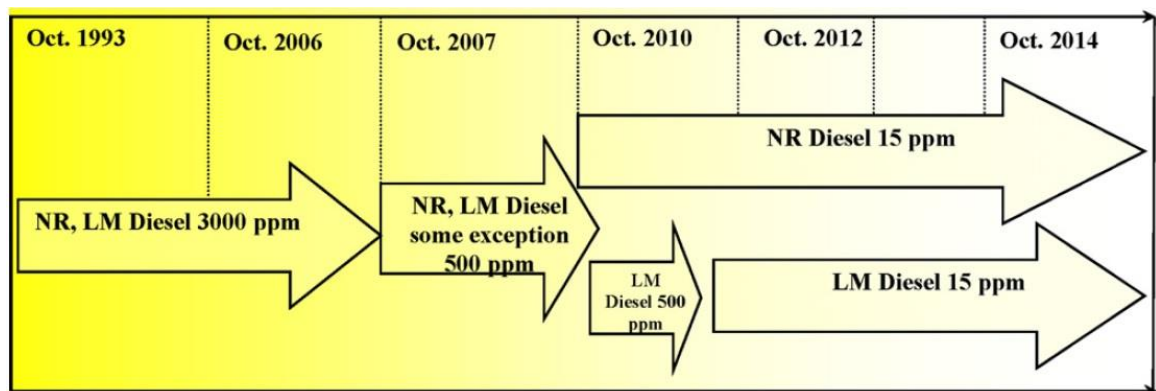 Oct. 1993
Oct. 2006
Oct. 2007
Oct. 2010
Oct. 2012
Oct. 2014
NR Diesel 15 ppm
NR, LM Diesel 3000 ppm
NR, LM Diesel
some exception
500 ppm
LM
Diesel 500
ppm
LM Diesel 15 ppm